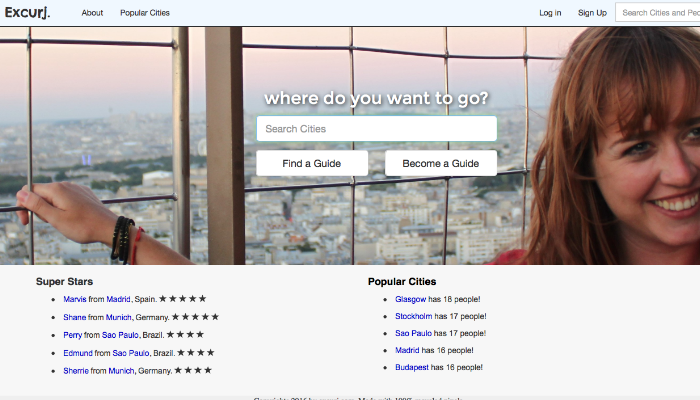 Excurj.
About Popular Cities Log in Sign Up Search Cities and Peo
where do you want to go?
Search Cities
Find a Guide Become a Guide
Super Stars
Marvis from Madrid, Spain. ★★★★★
Shane from Munich, Germany. ★★★★★
Perry from Sao Paulo, Brazil. ★★★★
Edmund from Sao Paulo, Brazil. ★★★★
Sherrie from Munich, Germany. ★★★★
Popular Cities
Glasgow has 18 people!
Stockholm has 17 people!
Sao Paulo has 17 people!
Madrid has 16 people!
Budapest has 16 people!